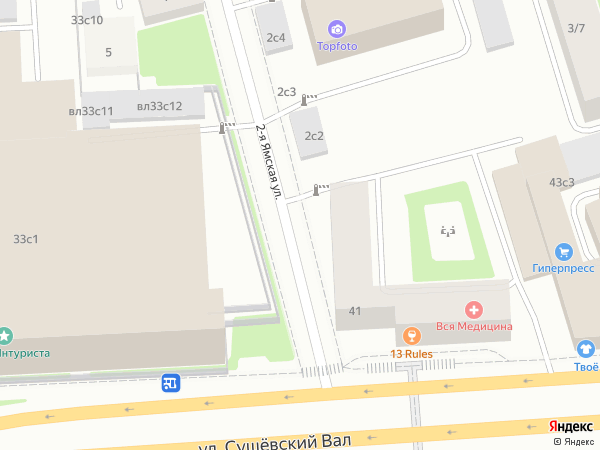 33с10
2с4
Topfoto
3/7
5
2с3
вл33с12
вл33с11
2с2
2-я Ямская ул.
43с3
33с1
Гиперпресс
41
Вся Медицина
нтуриста
13 Rules
Твоё
ул. Сущёвский Вал
Яндекс
© Яндекс